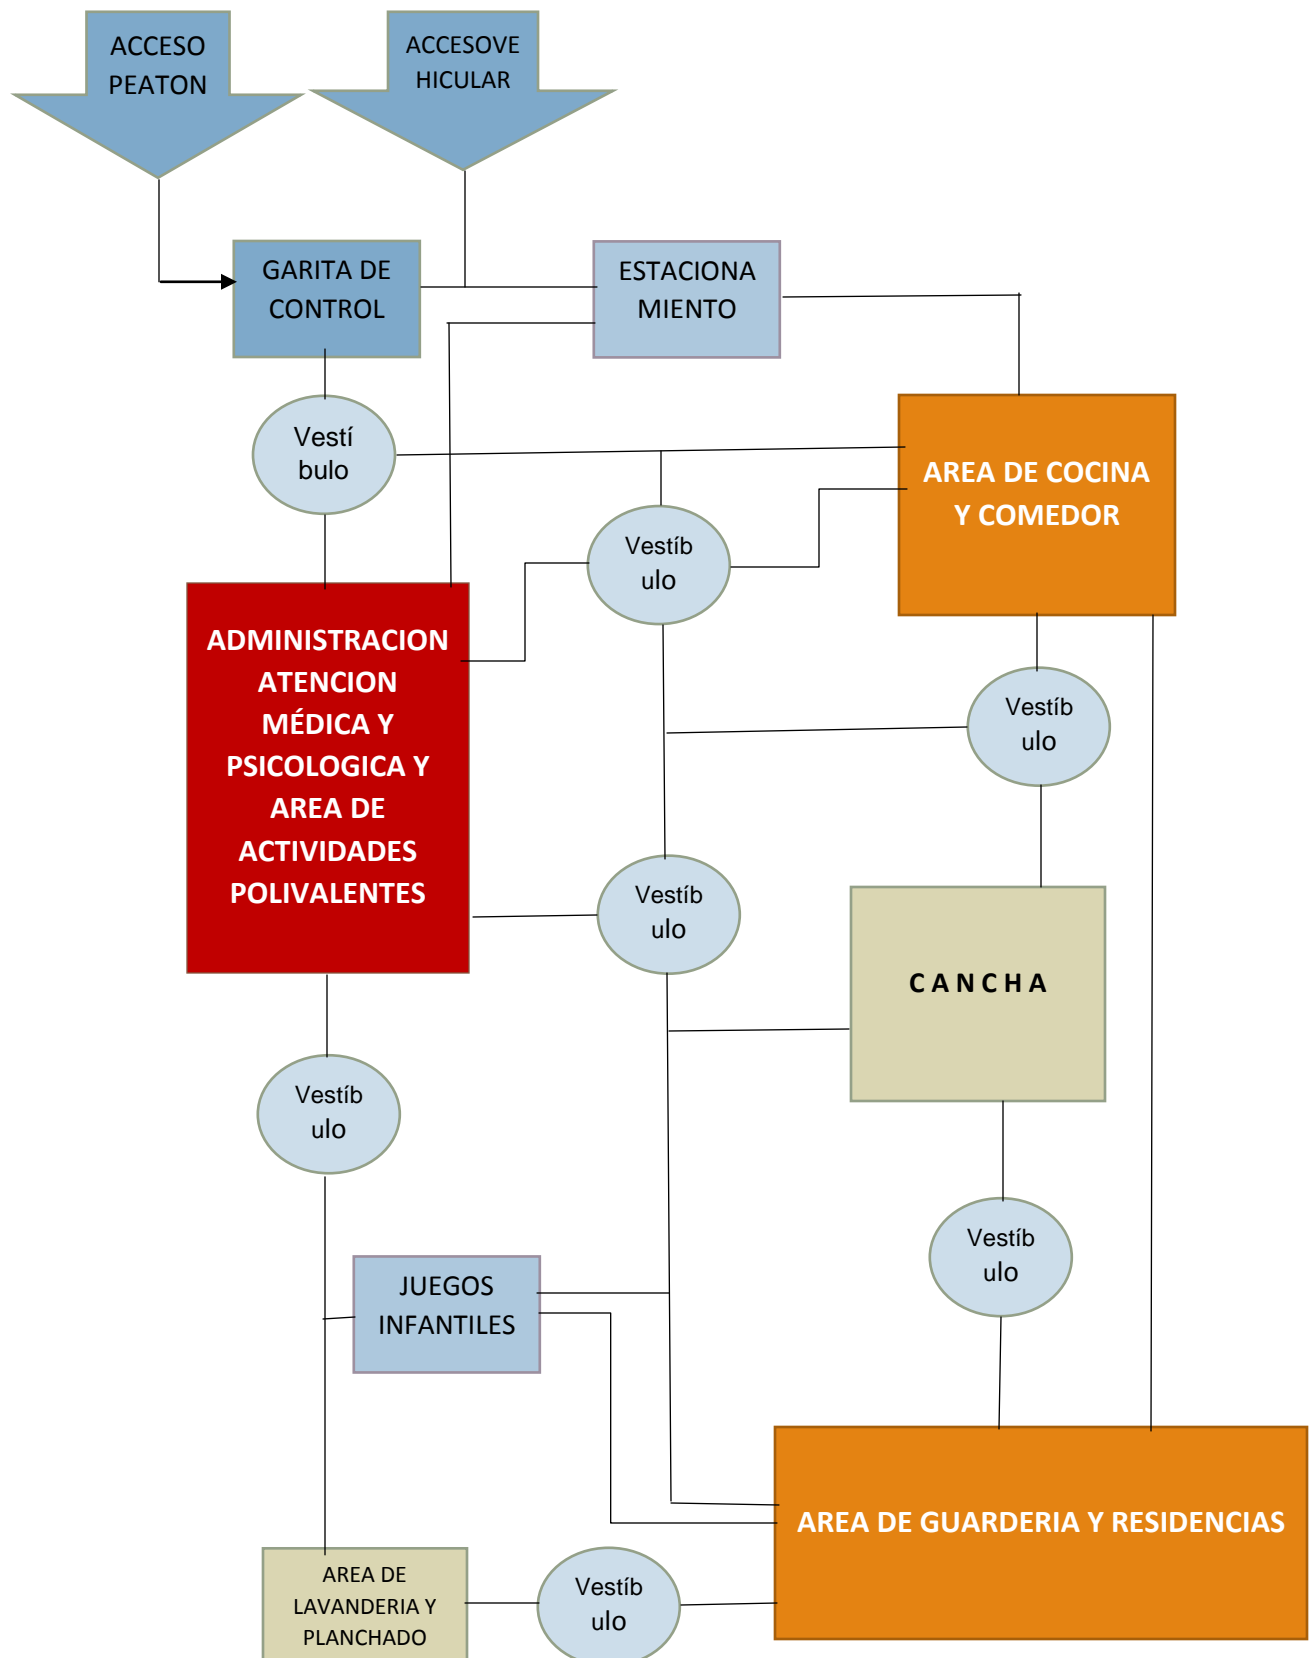 ACCESO
PEATON
ACCESOVE
HICULAR
GARITA DE
CONTROL
ESTACIONA
MIENTO
Vestí
bulo
AREA DE COCINA
Y COMEDOR
Vestíb
ulo
ADMINISTRACION
ATENCION
MÉDICA Y
PSICOLOGICA Y
AREA DE
ACTIVIDADES
POLIVALENTES
Vestíb
ulo
Vestíb
ulo
C A N C H A
Vestíb
ulo
Vestíb
ulo
JUEGOS
INFANTILES
AREA DE GUARDERIA Y RESIDENCIAS
AREA DE
LAVANDERIA Y
PLANCHADO
Vestíb
ulo